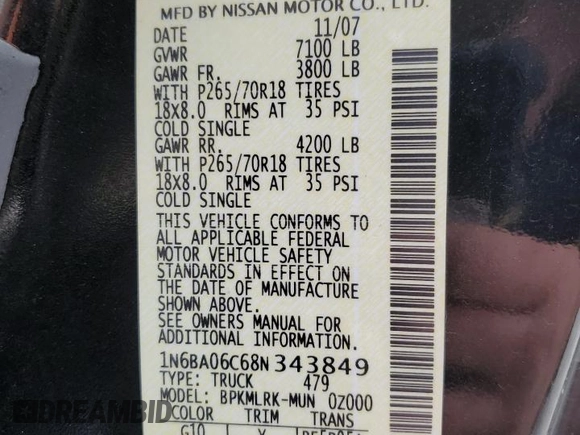 MFD BY NISSAN MOTOR CO., LTD.
DATE 11/07
GVWR 7100 LB
GAWR FR. 3800 LB
WITH P265/70R18 TIRES
18X8.0 RIMS AT 35 PSI
COLD SINGLE
GAWR RR. 4200 LB
WITH P265/70R18 TIRES
18X8.0 RIMS AT 35 PSI
COLD SINGLE
THIS VEHICLE CONFORMS TO
ALL APPLICABLE FEDERAL
MOTOR VEHICLE SAFETY
STANDARDS IN EFFECT ON
THE DATE OF MANUFACTURE
SHOWN ABOVE.
SEE OWNERS MANUAL FOR
ADDITIONAL INFORMATION.
1N6BA06C68N343849
TYPE: TRUCK 479
MODEL: BPKMLRK-MUN 0Z000
COLOR TRIM TRANS
G10
DREAMBID